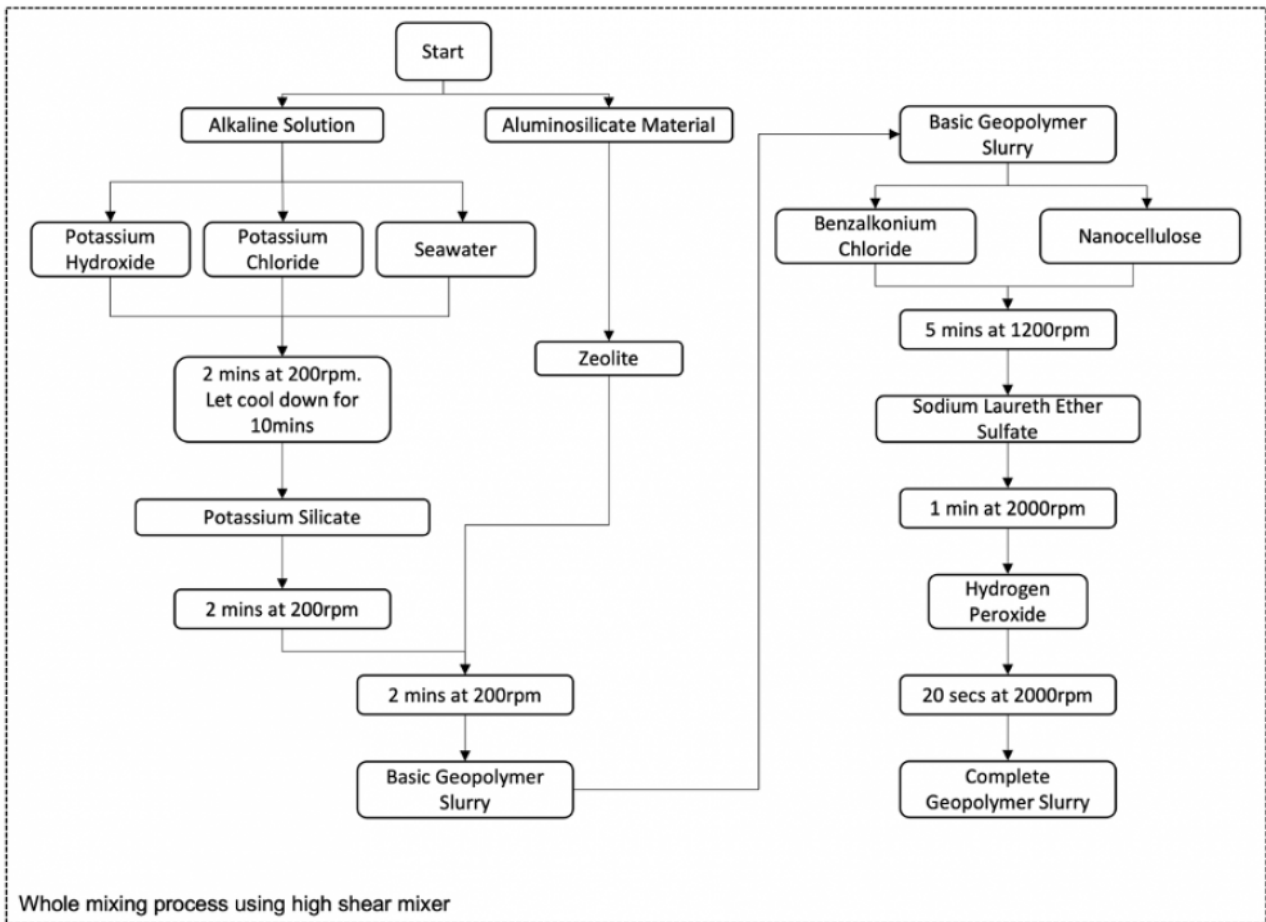 Start
Alkaline Solution
Aluminosilicate Material
Potassium
Hydroxide
Potassium
Chloride
Seawater
2 mins at 200rpm.
Let cool down for
10mins
Zeolite
Potassium Silicate
2 mins at 200rpm
2 mins at 200rpm
Basic Geopolymer
Slurry
Basic Geopolymer
Slurry
Benzalkonium
Chloride
Nanocellulose
5 mins at 1200rpm
Sodium Laureth Ether
Sulfate
1 min at 2000rpm
Hydrogen
Peroxide
20 secs at 2000rpm
Complete
Geopolymer Slurry
Whole mixing process using high shear mixer